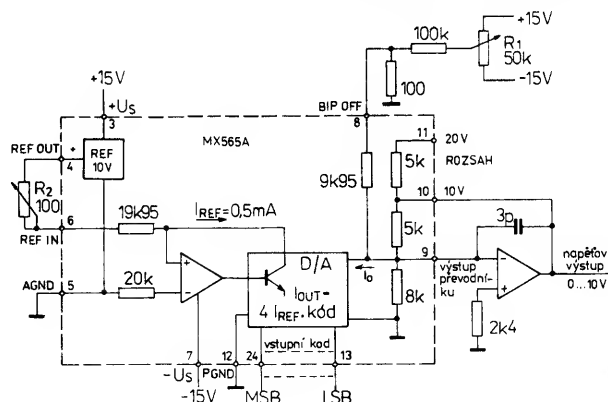 +15V
100k
R1
50k
-15V
100
+15V
+Us
3
BIP OFF
8
MX565A
11
20V
REF OUT
4
+
REF
10V
5k
ROZSAH
9k95
10
10V
R2
100
6
19k95
IREF=0,5mA
5k
3p
REF IN
D/A
9
výstup
převodní-
ku
napěťov
výstup
0...10V
Io
AGND
5
20k
+
-
-
+
IOUT=
4 IREF. kód
8k
2k4
7
12
24
vstupní kod
13
-Us
PGND
-15V
MSB
LSB